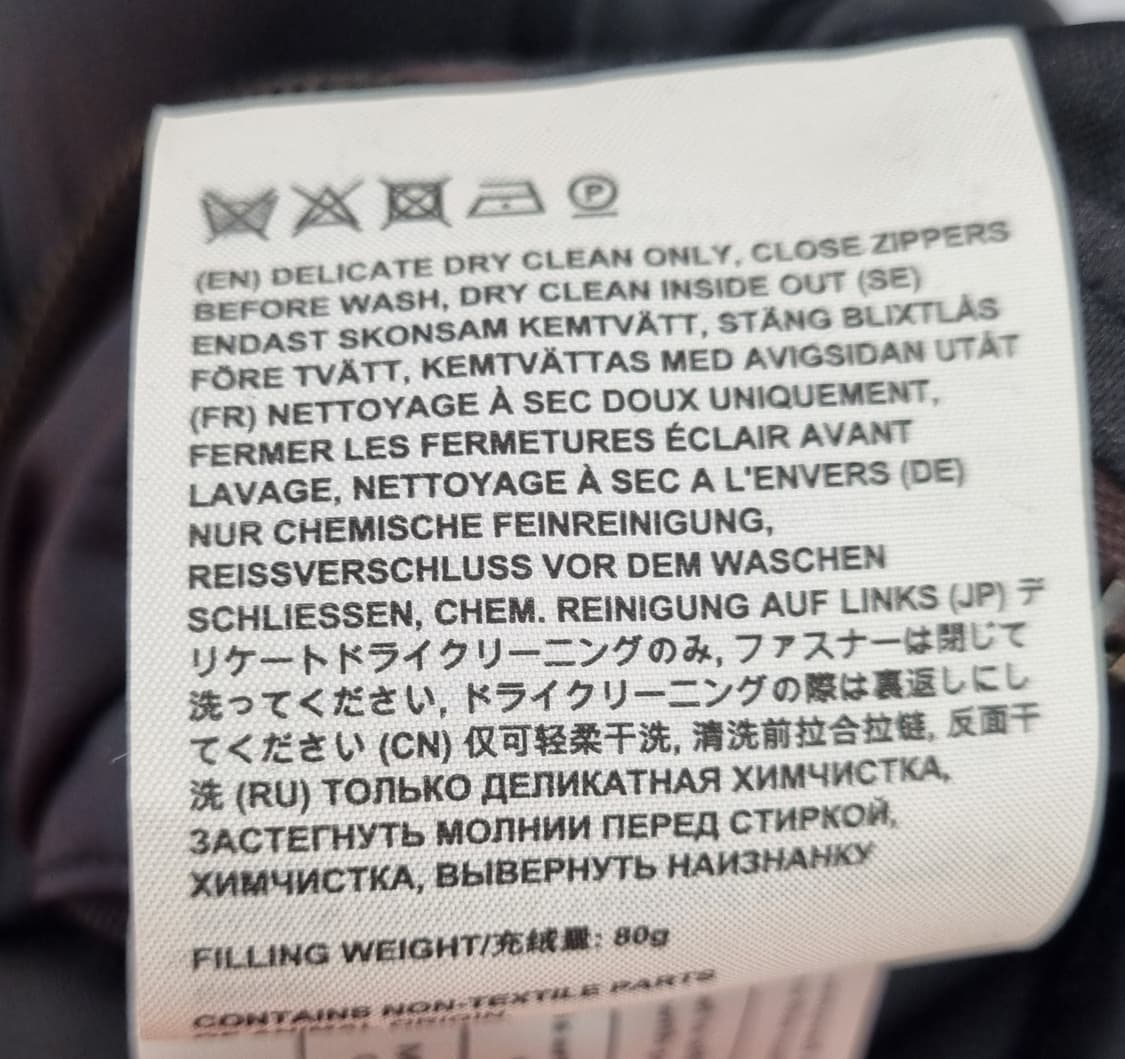 P
(EN) DELICATE DRY CLEAN ONLY, CLOSE ZIPPERS
BEFORE WASH, DRY CLEAN INSIDE OUT (SE)
ENDAST SKONSAM KEMTVÄTT, STÄNG BLIXTLÅS
FÖRE TVÄTT, KEMTVÄTTAS MED AVIGSIDAN UTÅT
(FR) NETTOYAGE À SEC DOUX UNIQUEMENT,
FERMER LES FERMETURES ÉCLAIR AVANT
LAVAGE, NETTOYAGE À SEC A L'ENVERS (DE)
NUR CHEMISCHE FEINREINIGUNG,
REISSVERSCHLUSS VOR DEM WASCHEN
SCHLIESSEN, CHEM. REINIGUNG AUF LINKS (JP) デ
リケートドライクリーニングのみ, ファスナーは閉じて
洗ってください, ドライクリーニングの際は裏返しにし
てください (CN) 仅可轻柔干洗, 清洗前拉合拉链, 反面干
洗 (RU) ТОЛЬКО ДЕЛИКАТНАЯ ХИМЧИСТКА,
ЗАСТЕГНУТЬ МОЛНИИ ПЕРЕД СТИРКОЙ,
ХИМЧИСТКА, ВЫВЕРНУТЬ НАИЗНАНКУ
FILLING WEIGHT/充绒量: 80g
CONTAINS NON-TEXTILE PARTS
OF ANIMAL ORIGIN